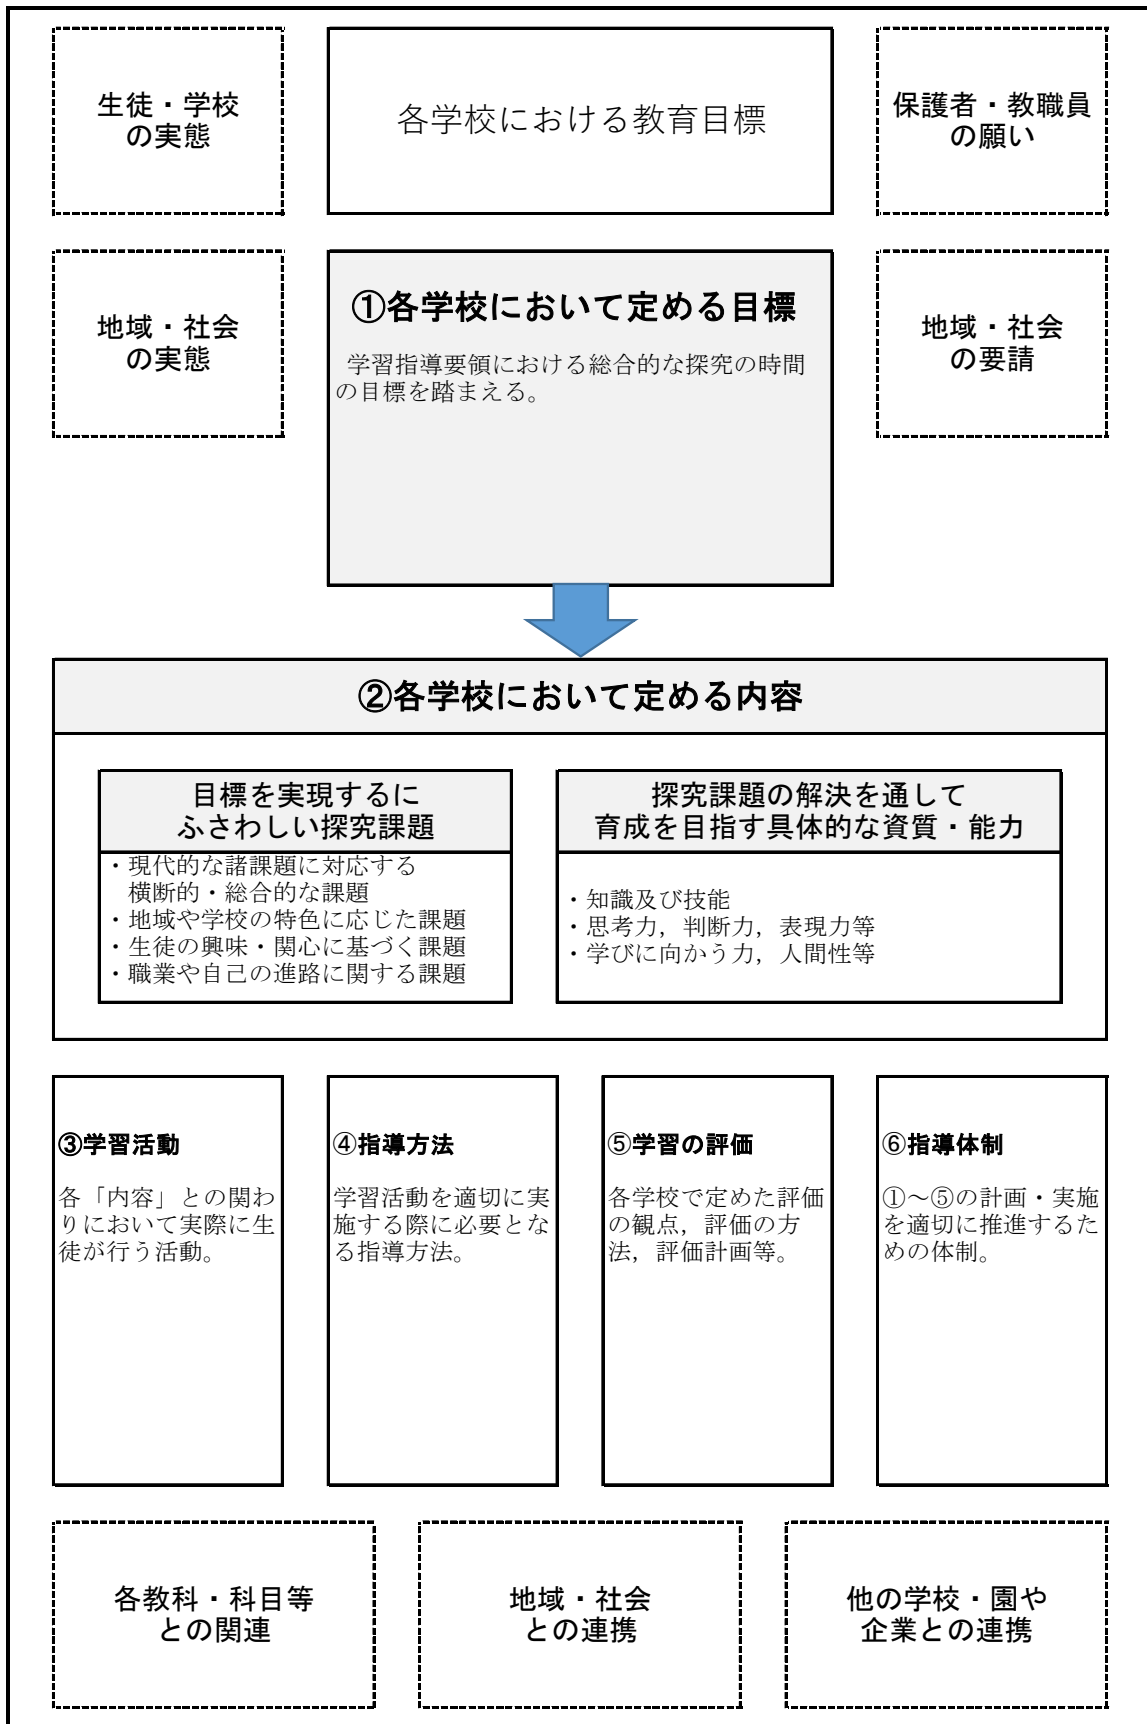 生徒・学校
の実態
各学校における教育目標
保護者・教職員
の願い
地域・社会
の実態
①各学校において定める目標
学習指導要領における総合的な探究の時間
の目標を踏まえる。
地域・社会
の要請
②各学校において定める内容
目標を実現するに
ふさわしい探究課題
・現代的な諸課題に対応する
横断的・総合的な課題
・地域や学校の特色に応じた課題
・生徒の興味・関心に基づく課題
・職業や自己の進路に関する課題
探究課題の解決を通して
育成を目指す具体的な資質・能力
・知識及び技能
・思考力，判断力，表現力等
・学びに向かう力，人間性等
③学習活動
各「内容」との関わ
りにおいて実際に生
徒が行う活動。
④指導方法
学習活動を適切に実
施する際に必要とな
る指導方法。
⑤学習の評価
各学校で定めた評価
の観点，評価の方
法，評価計画等。
⑥指導体制
①～⑤の計画・実施
を適切に推進するた
めの体制。
各教科・科目等
との関連
地域・社会
との連携
他の学校・園や
企業との連携